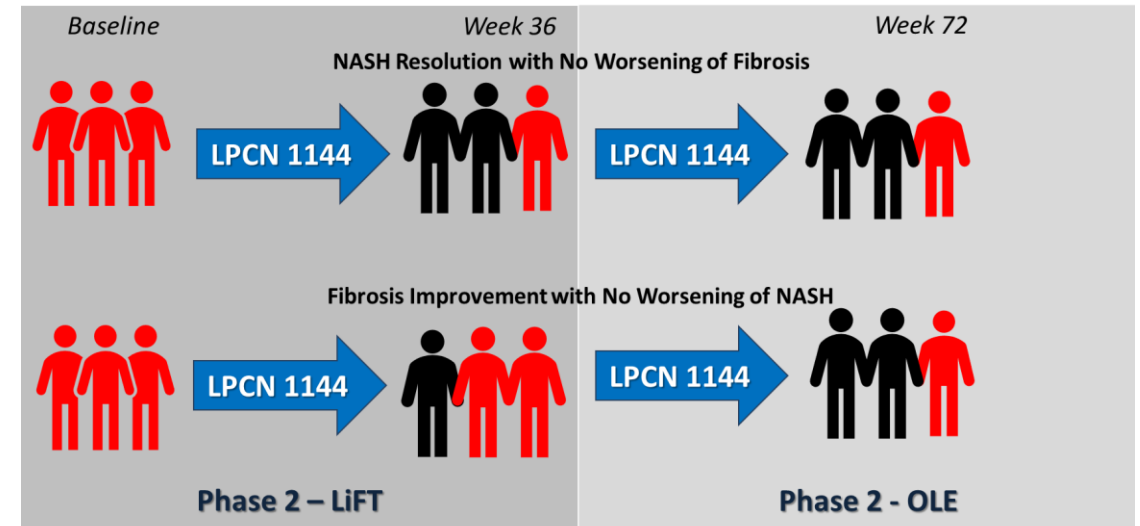 Baseline
Week 36
Week 72
NASH Resolution with No Worsening of Fibrosis
LPCN 1144
LPCN 1144
Fibrosis Improvement with No Worsening of NASH
LPCN 1144
LPCN 1144
Phase 2 – LiFT
Phase 2 - OLE